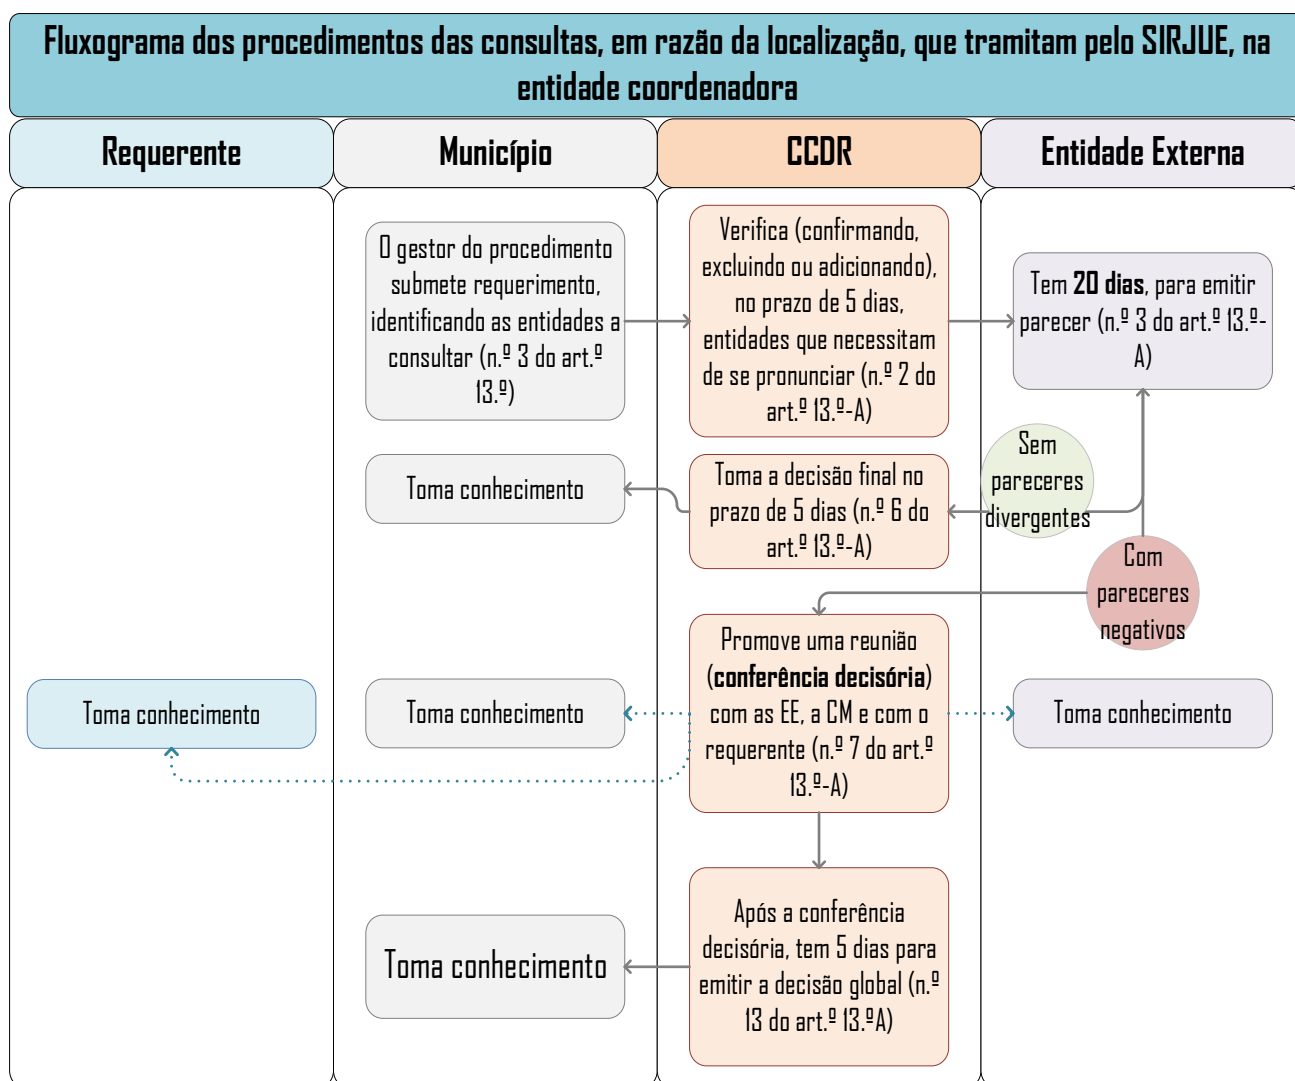 Fluxograma dos procedimentos das consultas, em razão da localização, que tramitam pelo SIRJUE, na
entidade coordenadora
Requerente
Município
CCDR
Entidade Externa
O gestor do procedimento
submete requerimento,
identificando as entidades a
consultar (n.º 3 do art.º
13.º)
Verifica (confirmando,
excluindo ou adicionando),
no prazo de 5 dias,
entidades que necessitam
de se pronunciar (n.º 2 do
art.º 13.º-A)
Tem 20 dias, para emitir
parecer (n.º 3 do art.º 13.º-
A)
Sem
pareceres
divergentes
Toma conhecimento
Toma a decisão final no
prazo de 5 dias (n.º 6 do
art.º 13.º-A)
Com
pareceres
negativos
Promove uma reunião
(conferência decisória)
com as EE, a CM e com o
requerente (n.º 7 do art.º
13.º-A)
Toma conhecimento
Toma conhecimento
Toma conhecimento
Toma conhecimento
Após a conferência
decisória, tem 5 dias para
emitir a decisão global (n.º
13 do art.º 13.ºA)